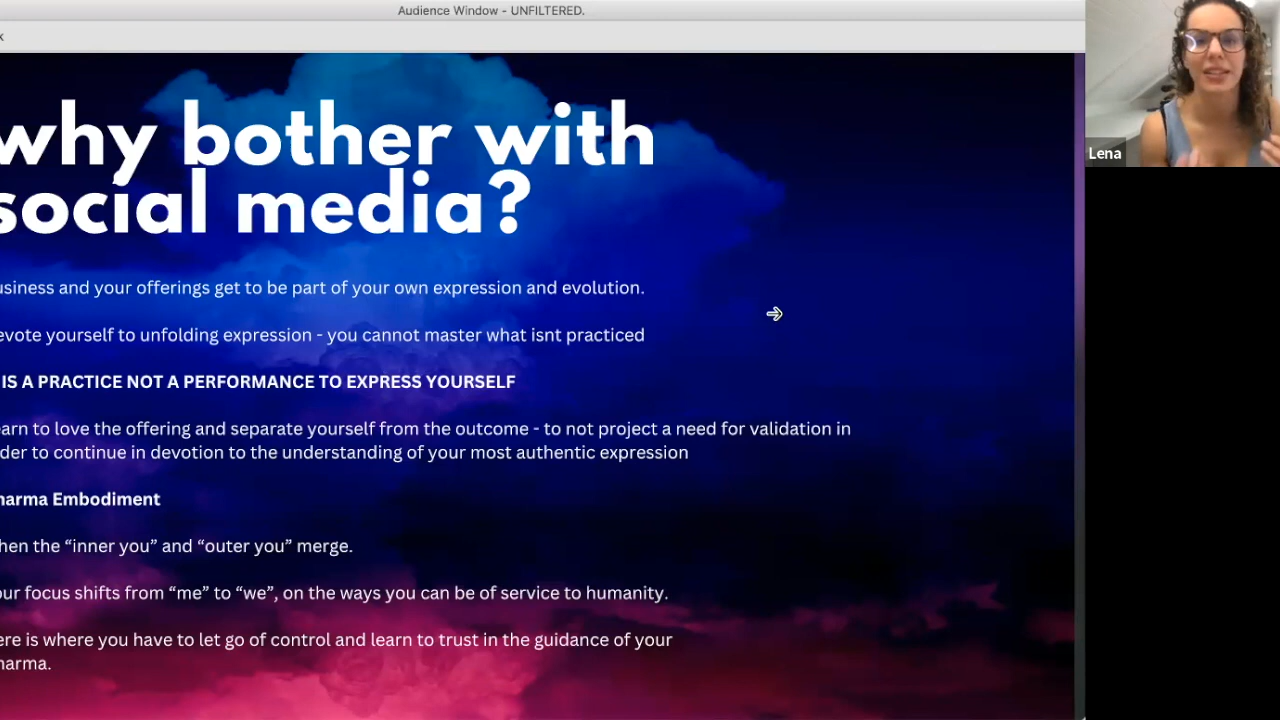 Audience Window - UNFILTERED.
k
why bother with
social media?
usiness and your offerings get to be part of your own expression and evolution.
evote yourself to unfolding expression - you cannot master what isnt practiced
IS A PRACTICE NOT A PERFORMANCE TO EXPRESS YOURSELF
earn to love the offering and separate yourself from the outcome - to not project a need for validation in
der to continue in devotion to the understanding of your most authentic expression
harma Embodiment
hen the “inner you” and “outer you” merge.
our focus shifts from “me” to “we”, on the ways you can be of service to humanity.
ere is where you have to let go of control and learn to trust in the guidance of your
harma.
Lena